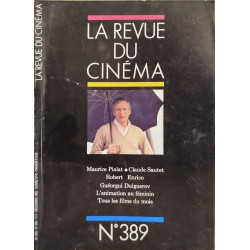 LA REVUE DU CINÉMA
LA REVUE
DU
CINÉMA
Maurice Pialat • Claude Sautet
Robert Enrico
Guéorgui Dulguerov
L'animation au féminin
Tous les films du mois
N°389